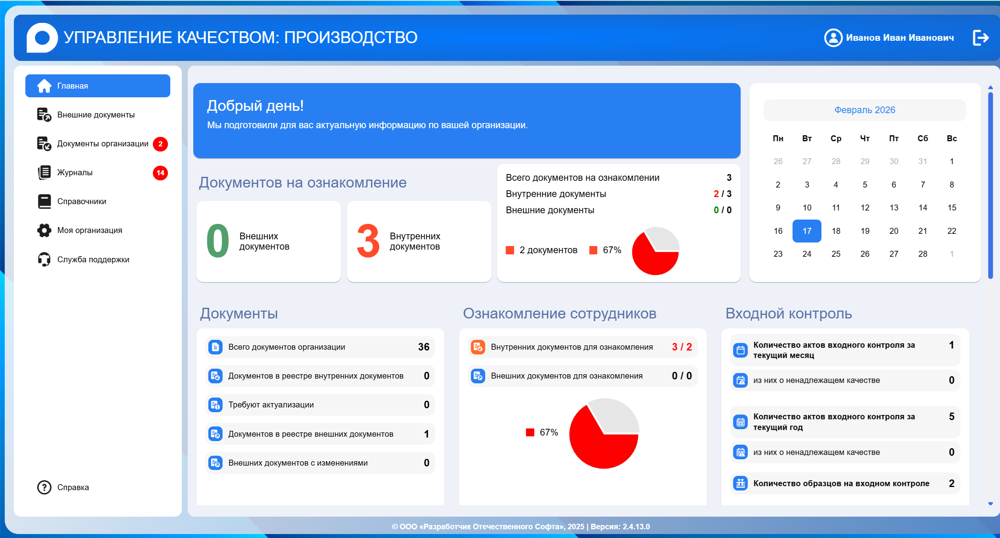 УПРАВЛЕНИЕ КАЧЕСТВОМ: ПРОИЗВОДСТВО
Иванов Иван Иванович
Главная
Внешние документы
Документы организации 2
Журналы 14
Справочники
Моя организация
Служба поддержки
Справка
Добрый день!
Мы подготовили для вас актуальную информацию по вашей организации.
Документов на ознакомление
0 Внешних
документов
3 Внутренних
документов
Всего документов на ознакомлении 3
Внутренние документы 2 / 3
Внешние документы 0 / 0
2 документов 67%
Февраль 2026
Пн Вт Ср Чт Пт Сб Вс
26 27 28 29 30 31 1
2 3 4 5 6 7 8
9 10 11 12 13 14 15
16 17 18 19 20 21 22
23 24 25 26 27 28 1
Документы
Всего документов организации 36
Документов в реестре внутренних документов 0
Требуют актуализации 0
Документов в реестре внешних документов 1
Внешних документов с изменениями 0
Ознакомление сотрудников
Внутренних документов для ознакомления 3 / 2
Внешних документов для ознакомления 0 / 0
67%
Входной контроль
Количество актов входного контроля за 1
текущий месяц
из них о ненадлежащем качестве 0
Количество актов входного контроля за 5
текущий год
из них о ненадлежащем качестве 0
Количество образцов на входном контроле 2
© ООО «Разработчик Отечественного Софта», 2025 | Версия: 2.4.13.0